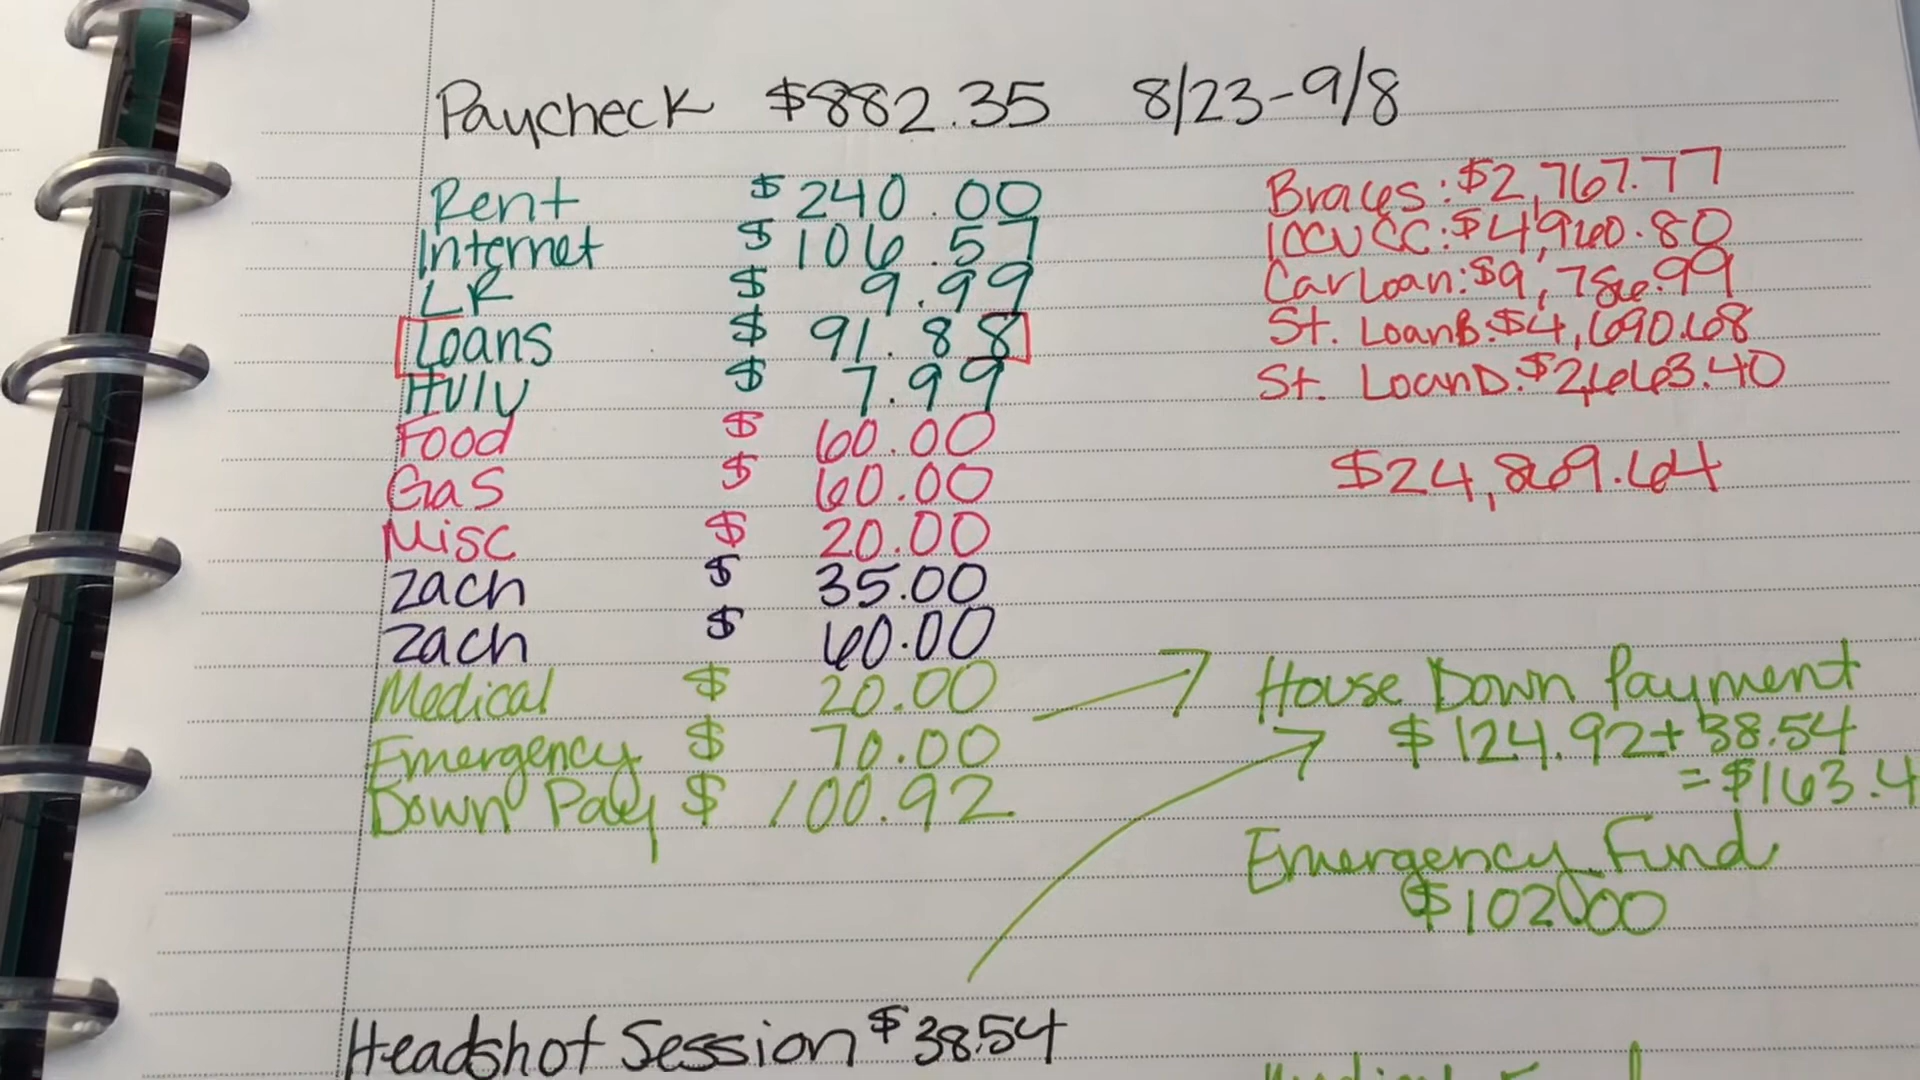 Paycheck $882.35 8/23-9/8
Rent $240.00
Internet $106.57
LR $9.99
Loans $91.88
Hulu $7.99
Food $60.00
Gas $60.00
Misc $20.00
Zach $35.00
Zach $60.00
Medical $20.00
Emergency $70.00
Down Pay $100.92
Headshot Session $38.54
Braces: $2,767.77
ICCU CC: $4,960.80
Car Loan: $9,786.99
St. Loan B: $4,690.68
St. Loan D: $2,663.40
$24,869.64
House Down Payment
$124.92+38.54
=$163.4
Emergency Fund
$102.00